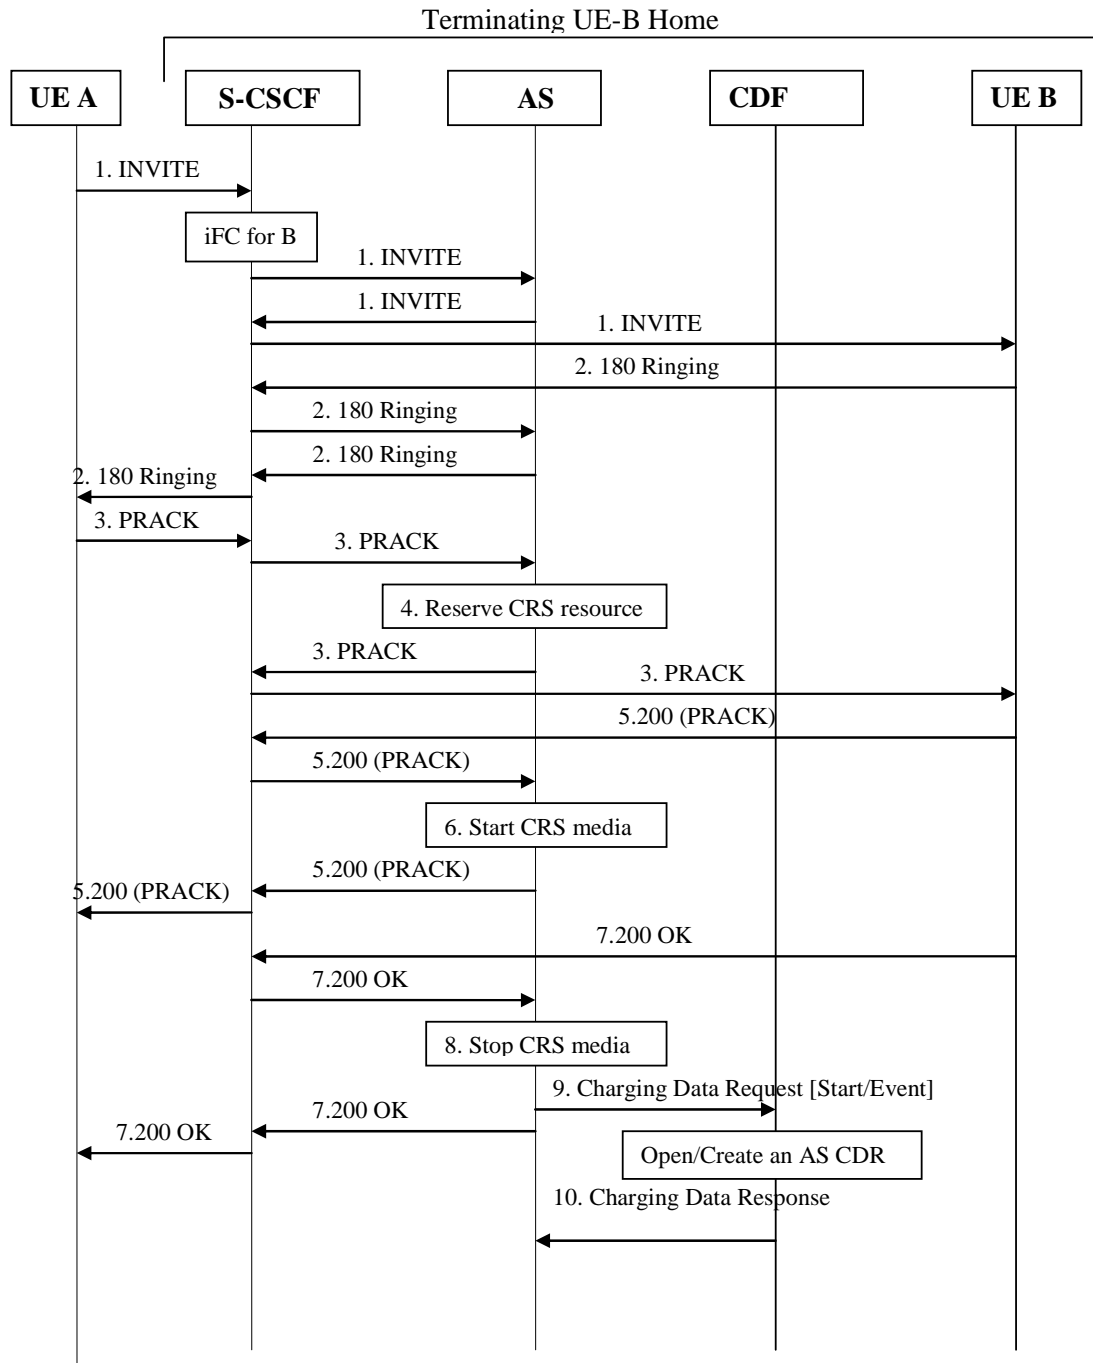 Terminating UE-B Home
UE A
S-CSCF
AS
CDF
UE B
1. INVITE
iFC for B
1. INVITE
1. INVITE
1. INVITE
2. 180 Ringing
2. 180 Ringing
2. 180 Ringing
2. 180 Ringing
3. PRACK
3. PRACK
4. Reserve CRS resource
3. PRACK
3. PRACK
5.200 (PRACK)
5.200 (PRACK)
6. Start CRS media
5.200 (PRACK)
5.200 (PRACK)
7.200 OK
7.200 OK
8. Stop CRS media
9. Charging Data Request [Start/Event]
7.200 OK
7.200 OK
Open/Create an AS CDR
10. Charging Data Response